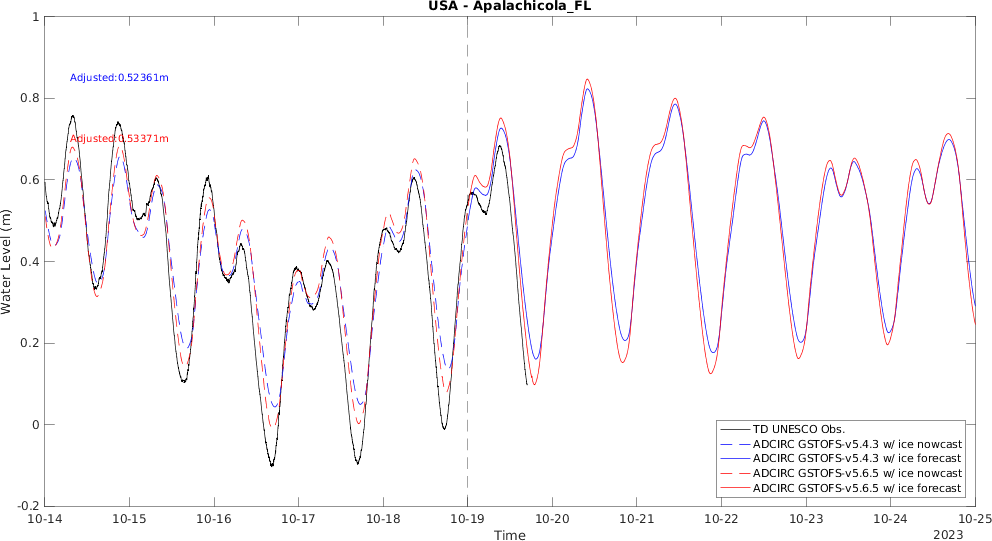 USA - Apalachicola_FL
1
0.8
0.6
0.4
0.2
0
-0.2
Water Level (m)
Adjusted:0.52361m
Adjusted:0.53371m
TD UNESCO Obs.
ADCIRC GSTOFS-v5.4.3 w/ ice nowcast
ADCIRC GSTOFS-v5.4.3 w/ ice forecast
ADCIRC GSTOFS-v5.6.5 w/ ice nowcast
ADCIRC GSTOFS-v5.6.5 w/ ice forecast
10-14 10-15 10-16 10-17 10-18 10-19 10-20 10-21 10-22 10-23 10-24 10-25
Time
2023